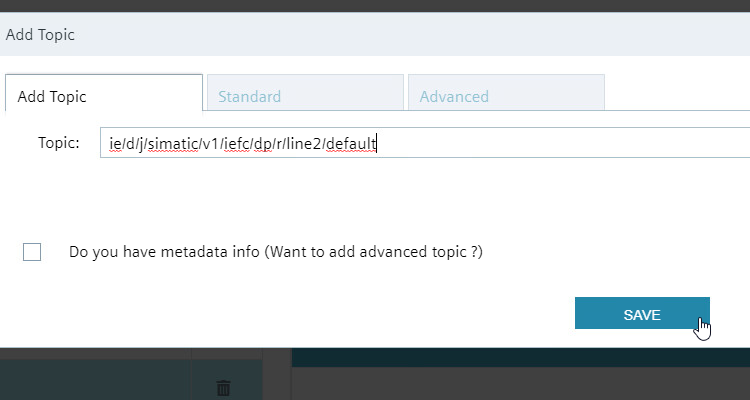 Add Topic
Add Topic Standard Advanced
Topic: ie/d/j/simatic/v1/iefc/dp/r/line2/default
Do you have metadata info (Want to add advanced topic ?)
SAVE